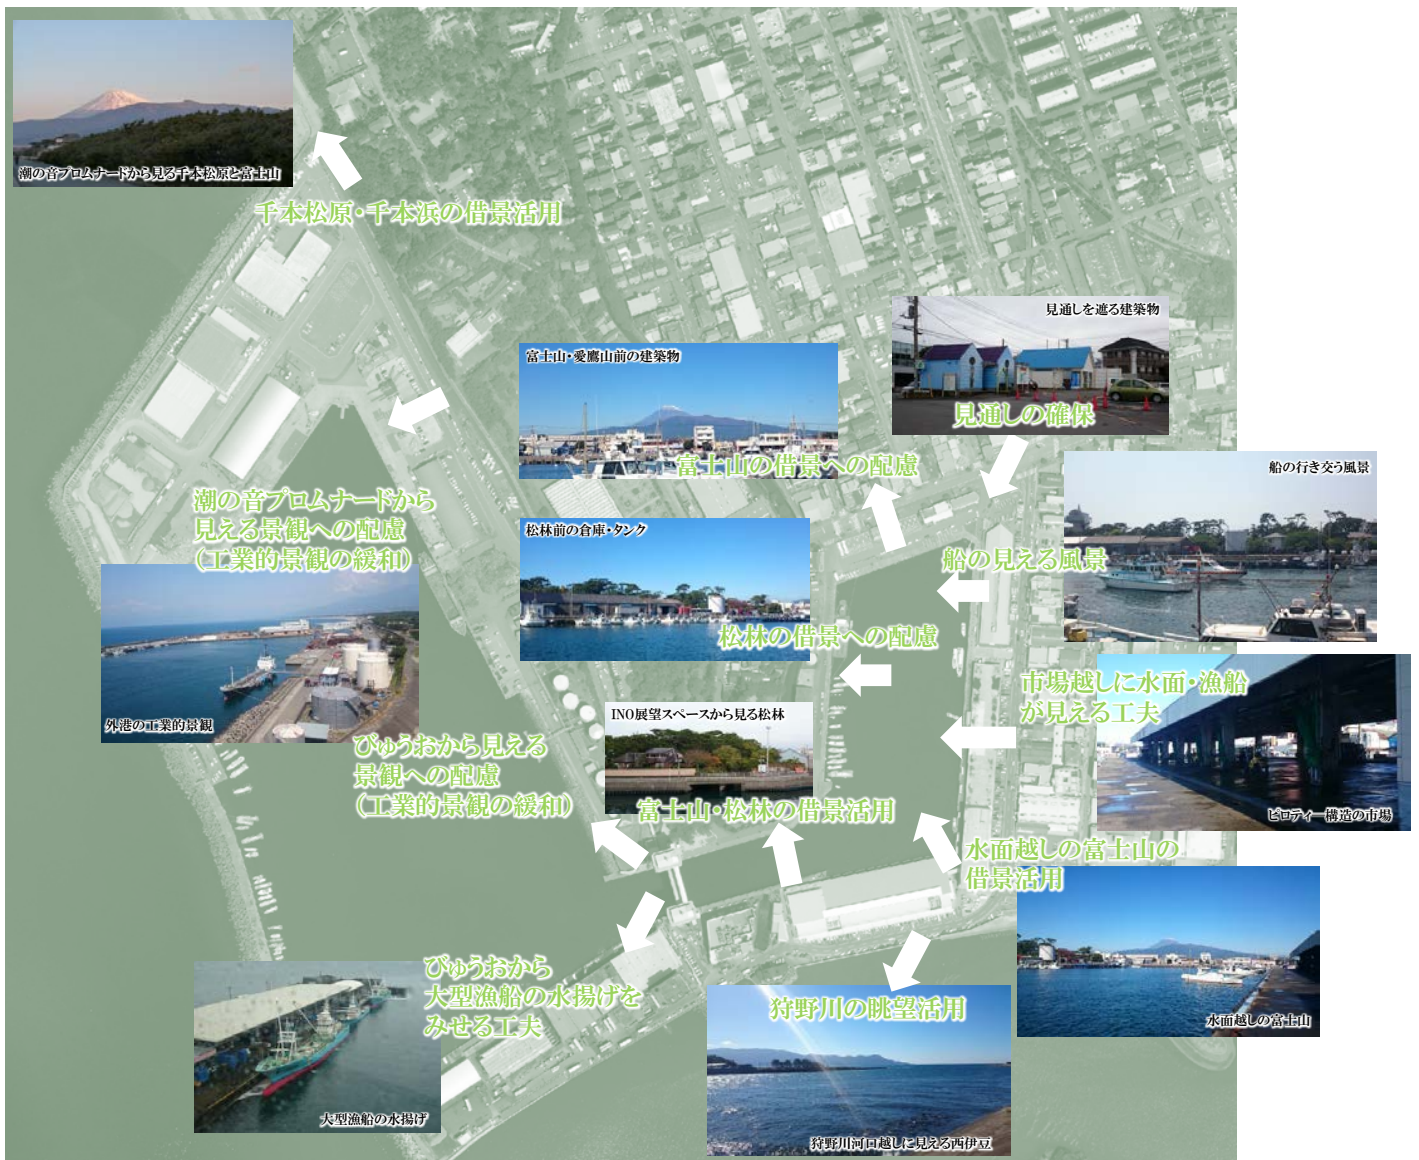 潮の音プロムナードから見る千本松原と富士山
千本松原・千本浜の借景活用
見通しを遮る建築物
見通しの確保
富士山・愛鷹山前の建築物
富士山の借景への配慮
船の行き交う風景
船の見える風景
潮の音プロムナードから
見える景観への配慮
（工業的景観の緩和）
松林前の倉庫・タンク
松林の借景への配慮
外港の工業的景観
市場越しに水面・漁船
が見える工夫
ピロティー構造の市場
INO展望スペースから見る松林
富士山・松林の借景活用
びゅうおから見える
景観への配慮
（工業的景観の緩和）
水面越しの富士山の
借景活用
水面越しの富士山
びゅうおから
大型漁船の水揚げを
みせる工夫
大型漁船の水揚げ
狩野川の眺望活用
狩野川河口越しに見える西伊豆